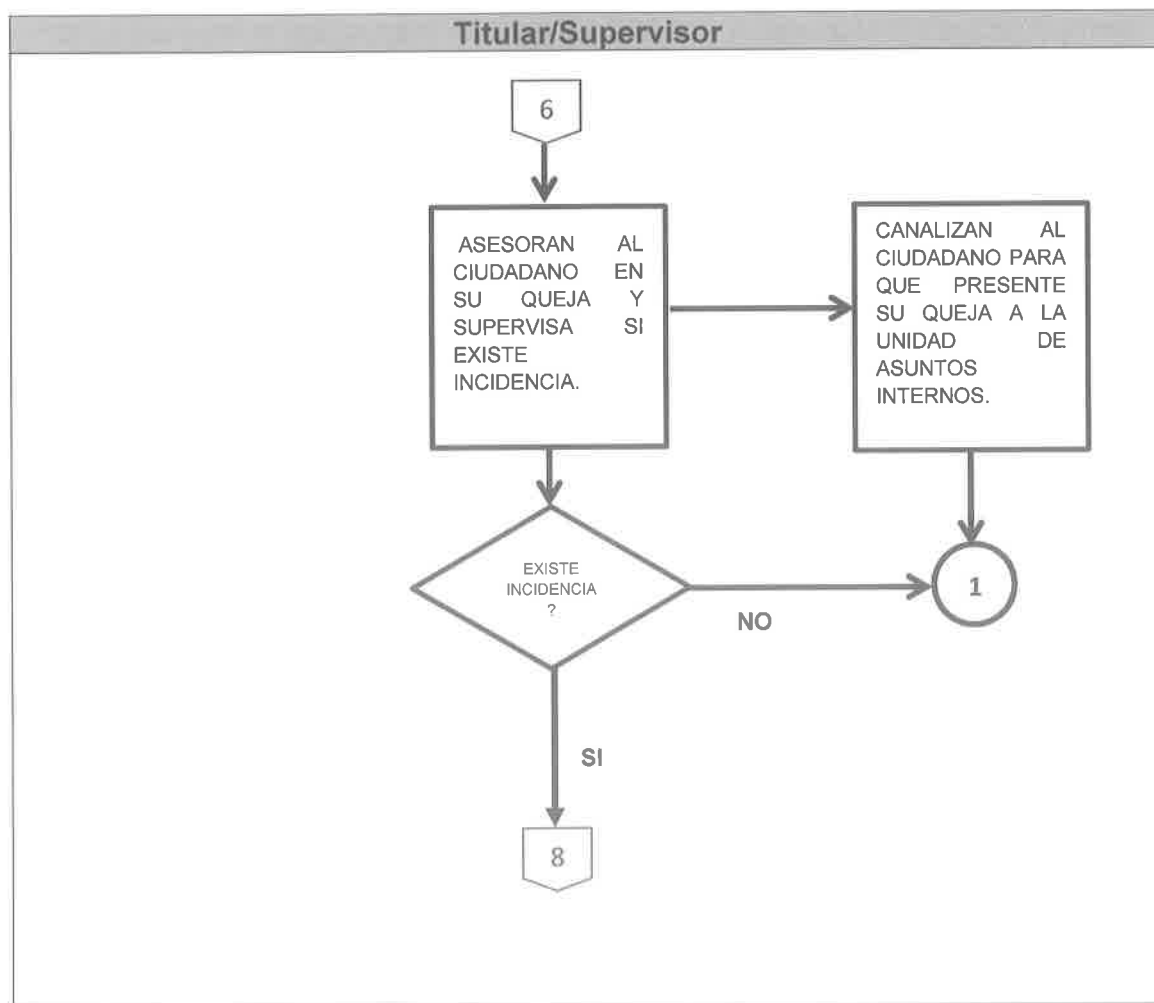 Titular/Supervisor
6
ASESORAN AL
CIUDADANO EN
SU QUEJA Y
SUPERVISA SI
EXISTE
INCIDENCIA.
CANALIZAN AL
CIUDADANO PARA
QUE PRESENTE
SU QUEJA A LA
UNIDAD DE
ASUNTOS
INTERNOS.
EXISTE
INCIDENCIA
?
NO
1
SI
8